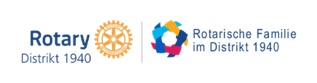 Rotary
Distrikt 1940
Rotarische Familie
im Distrikt 1940